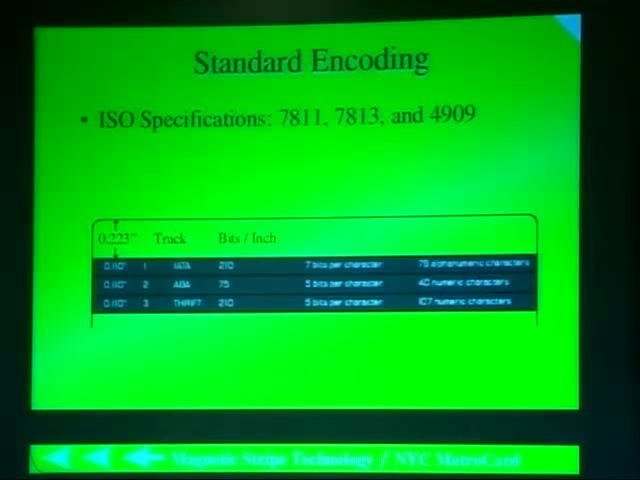 Standard Encoding
• ISO Specifications: 7811, 7813, and 4909
0.223" Track Bits / Inch
0.110" 1 IATA 210 7 bits per character 79 alphanumeric characters
0.110" 2 ABA 75 5 bits per character 40 numeric characters
0.110" 3 THRIFT 210 5 bits per character 107 numeric characters
Magnetic Stripe Technology / NYC MetroCard